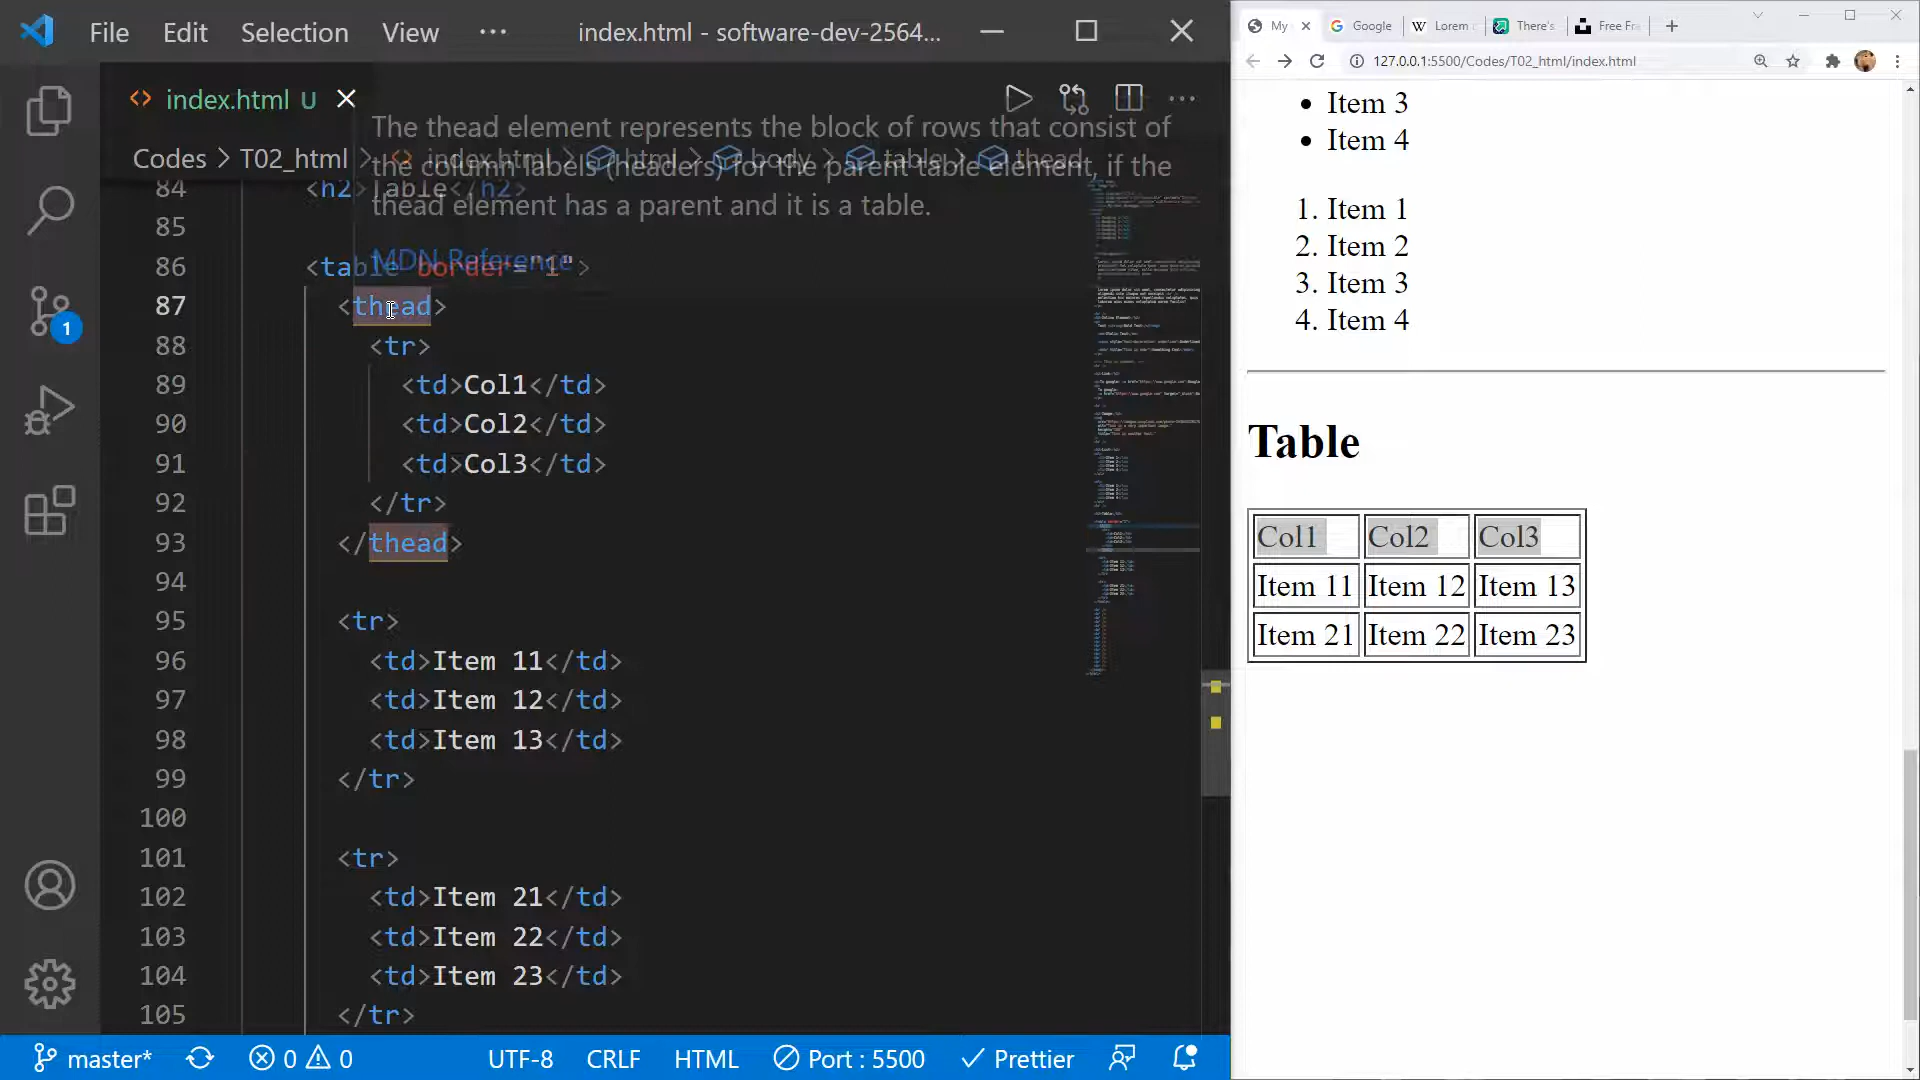 File Edit Selection View ... index.html - software-dev-2564...
index.html U
Codes > T02_html > index.html > html > body > table > thead
The thead element represents the block of rows that consist of
the column labels (headers) for the parent table element, if the
thead element has a parent and it is a table.
MDN Reference
84 <h2>Table</h2>
85
86 <table border="1">
87 <thead>
88 <tr>
89 <td>Col1</td>
90 <td>Col2</td>
91 <td>Col3</td>
92 </tr>
93 </thead>
94
95 <tr>
96 <td>Item 11</td>
97 <td>Item 12</td>
98 <td>Item 13</td>
99 </tr>
100
101 <tr>
102 <td>Item 21</td>
103 <td>Item 22</td>
104 <td>Item 23</td>
105 </tr>
1
master* 0 0 UTF-8 CRLF HTML Port : 5500 Prettier
My Google Lorem There's Free Fr
127.0.0.1:5500/Codes/T02_html/index.html
• Item 3
• Item 4
1. Item 1
2. Item 2
3. Item 3
4. Item 4
Table
Col1 Col2 Col3
Item 11 Item 12 Item 13
Item 21 Item 22 Item 23